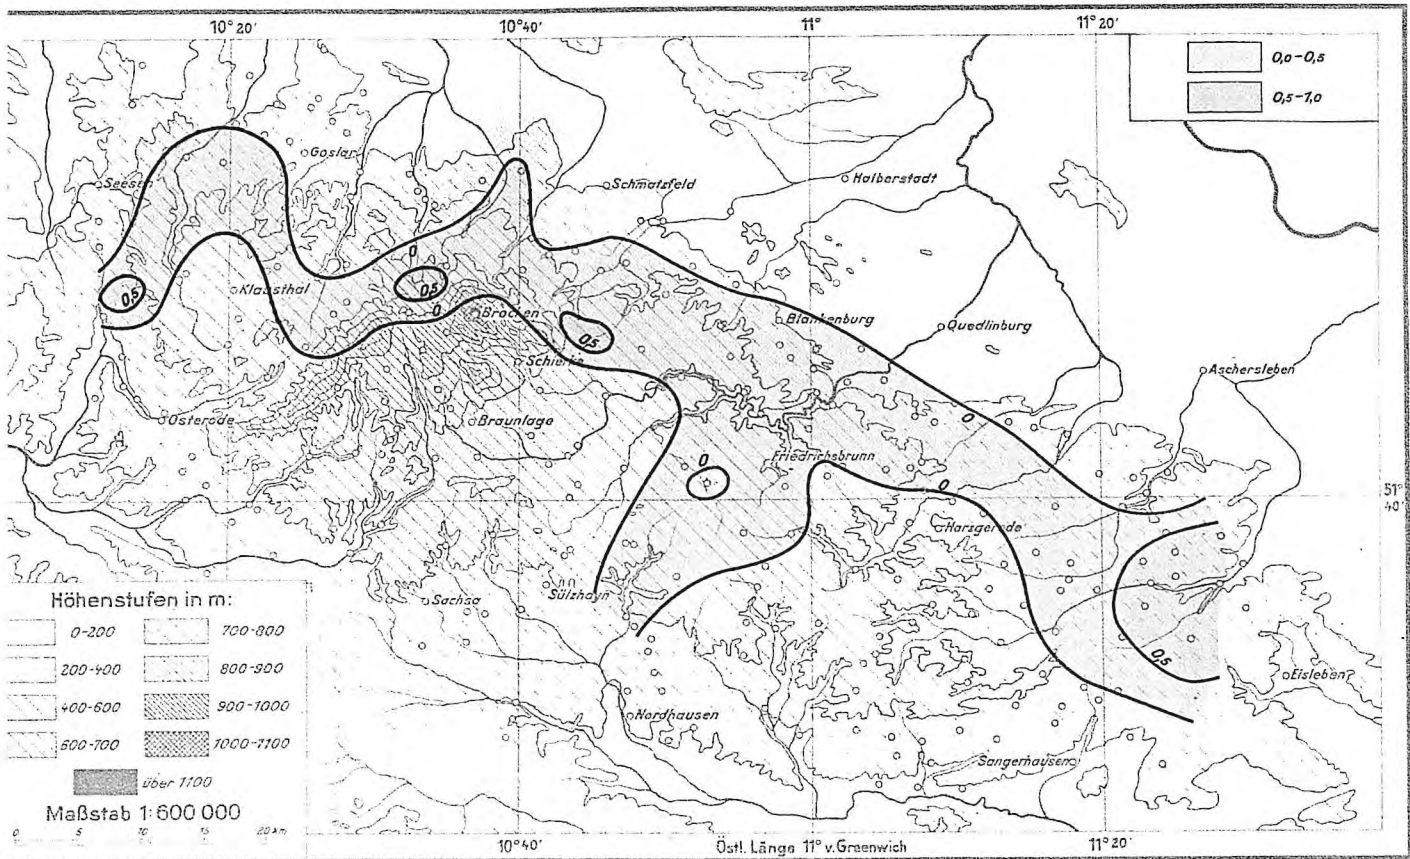 10°20' 10°40' 11° 11°20'
0,0-0,5
0,5-1,0
Goslar
Seesen
Schmatzfeld
Halberstadt
0
0,5
0,5
Klausthal
0
Brocken
Blankenburg
Quedlinburg
0,5
Schierke
Aschersleben
Osterode
Braunlage
0
Friedrichsbrunn
0
0
51°
40'
Harzgerode
Höhenstufen in m:
Sülzhayn
Sachsa
0-200 700-800
200-400 800-900
0,5
Eisleben
400-600 900-1000
Nordhausen
600-700 1000-1100
Sangerhausen
über 1100
Maßstab 1:600 000
0 5 10 15 20 km
10°40' Östl. Länge 11° v. Greenwich 11°20'